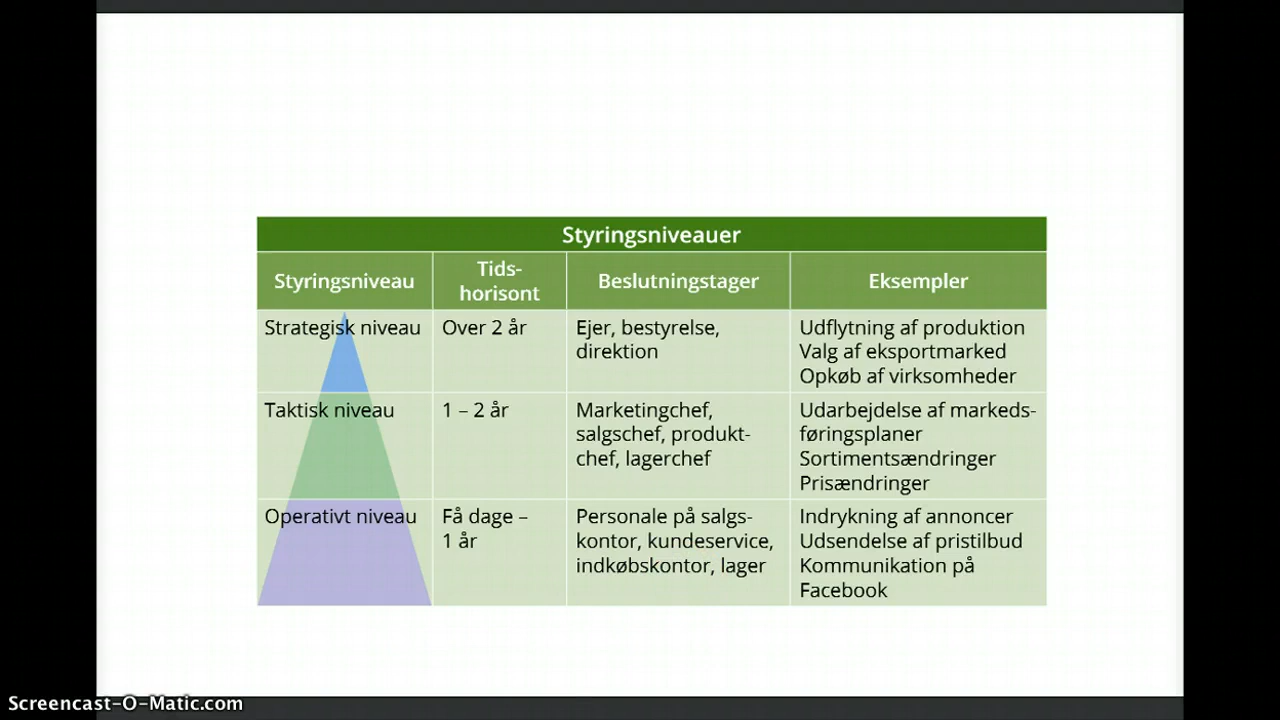 Styringsniveauer
Styringsniveau
Tids-
horisont
Beslutningstager
Eksempler
Strategisk niveau
Over 2 år
Ejer, bestyrelse,
direktion
Udflytning af produktion
Valg af eksportmarked
Opkøb af virksomheder
Taktisk niveau
1 – 2 år
Marketingchef,
salgschef, produkt-
chef, lagerchef
Udarbejdelse af markeds-
føringsplaner
Sortimentsændringer
Prisændringer
Operativt niveau
Få dage –
1 år
Personale på salgs-
kontor, kundeservice,
indkøbskontor, lager
Indrykning af annoncer
Udsendelse af pristilbud
Kommunikation på
Facebook
Screencast-O-Matic.com